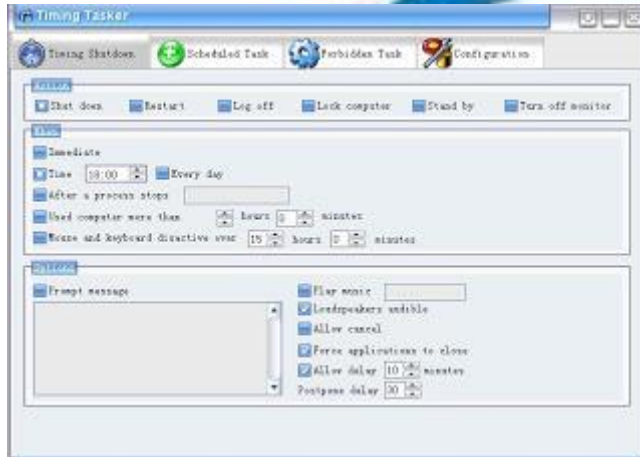 Timing Tasker
Timing Shutdown Scheduled Task Forbidden Task Configuration
Action
Shut down Restart Log off Lock computer Stand by Turn off monitor
When
Immediate
Time 18:00 Every day
After a process stops
Used computer more than hours 0 minutes
Mouse and keyboard disactive over 15 hours 0 minutes
Options
Prompt message
Play music
Loudspeakers audible
Allow cancel
Force applications to close
Allow delay 10 minutes
Postpone delay 30